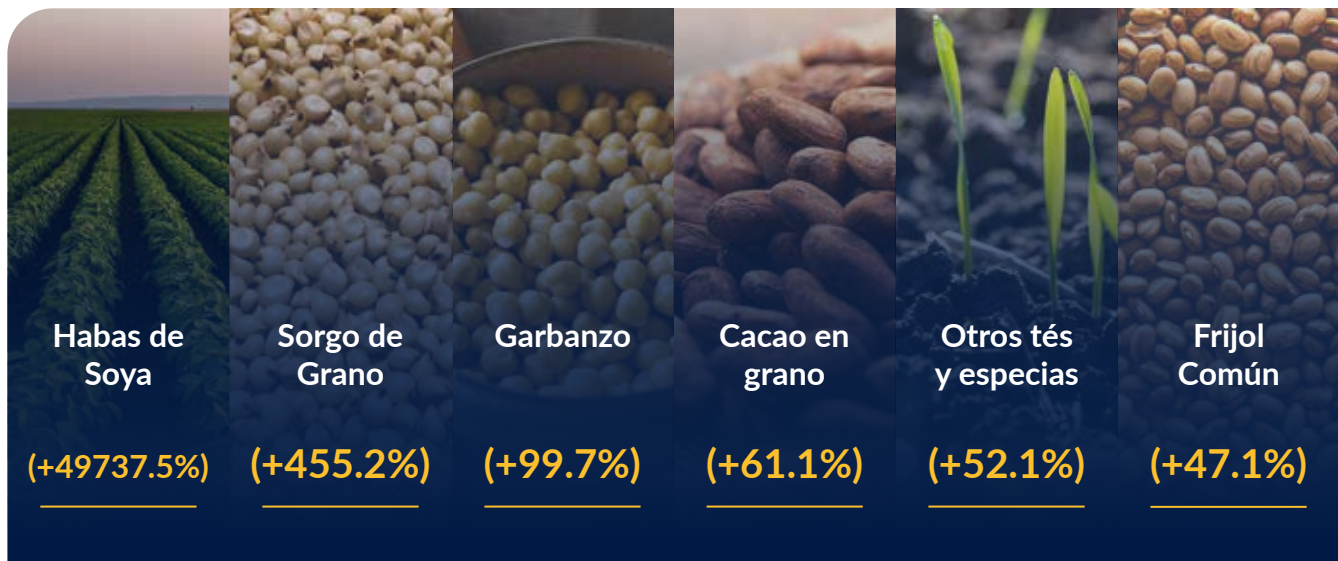 Habas de
Soya
(+49737.5%)
Sorgo de
Grano
(+455.2%)
Garbanzo
(+99.7%)
Cacao en
grano
(+61.1%)
Otros tés
y especias
(+52.1%)
Frijol
Común
(+47.1%)